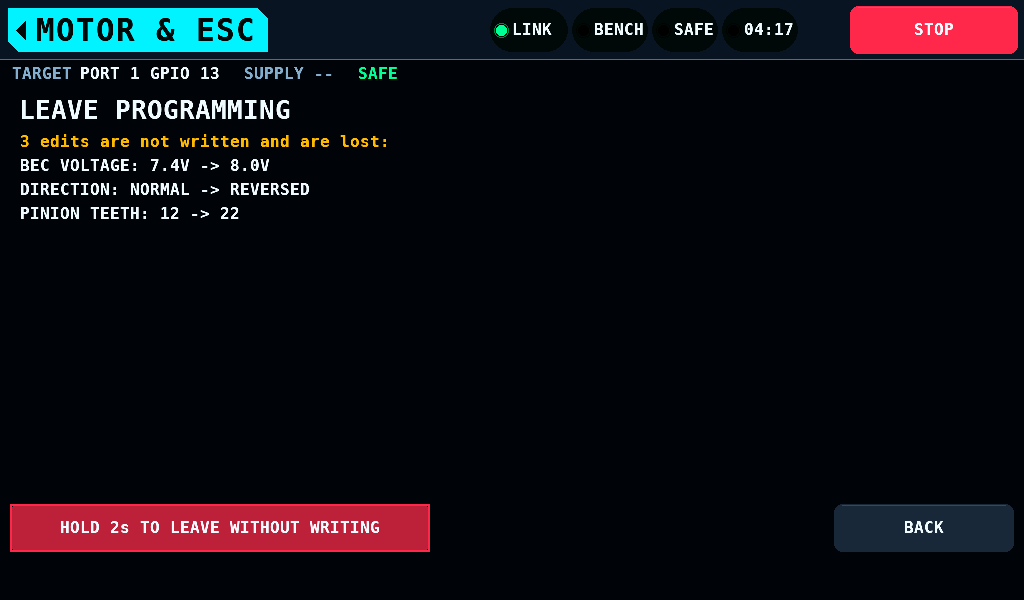 MOTOR & ESC LINK BENCH SAFE 04:17 STOP
TARGET PORT 1 GPIO 13 SUPPLY -- SAFE
LEAVE PROGRAMMING
3 edits are not written and are lost:
BEC VOLTAGE: 7.4V -> 8.0V
DIRECTION: NORMAL -> REVERSED
PINION TEETH: 12 -> 22
HOLD 2s TO LEAVE WITHOUT WRITING BACK